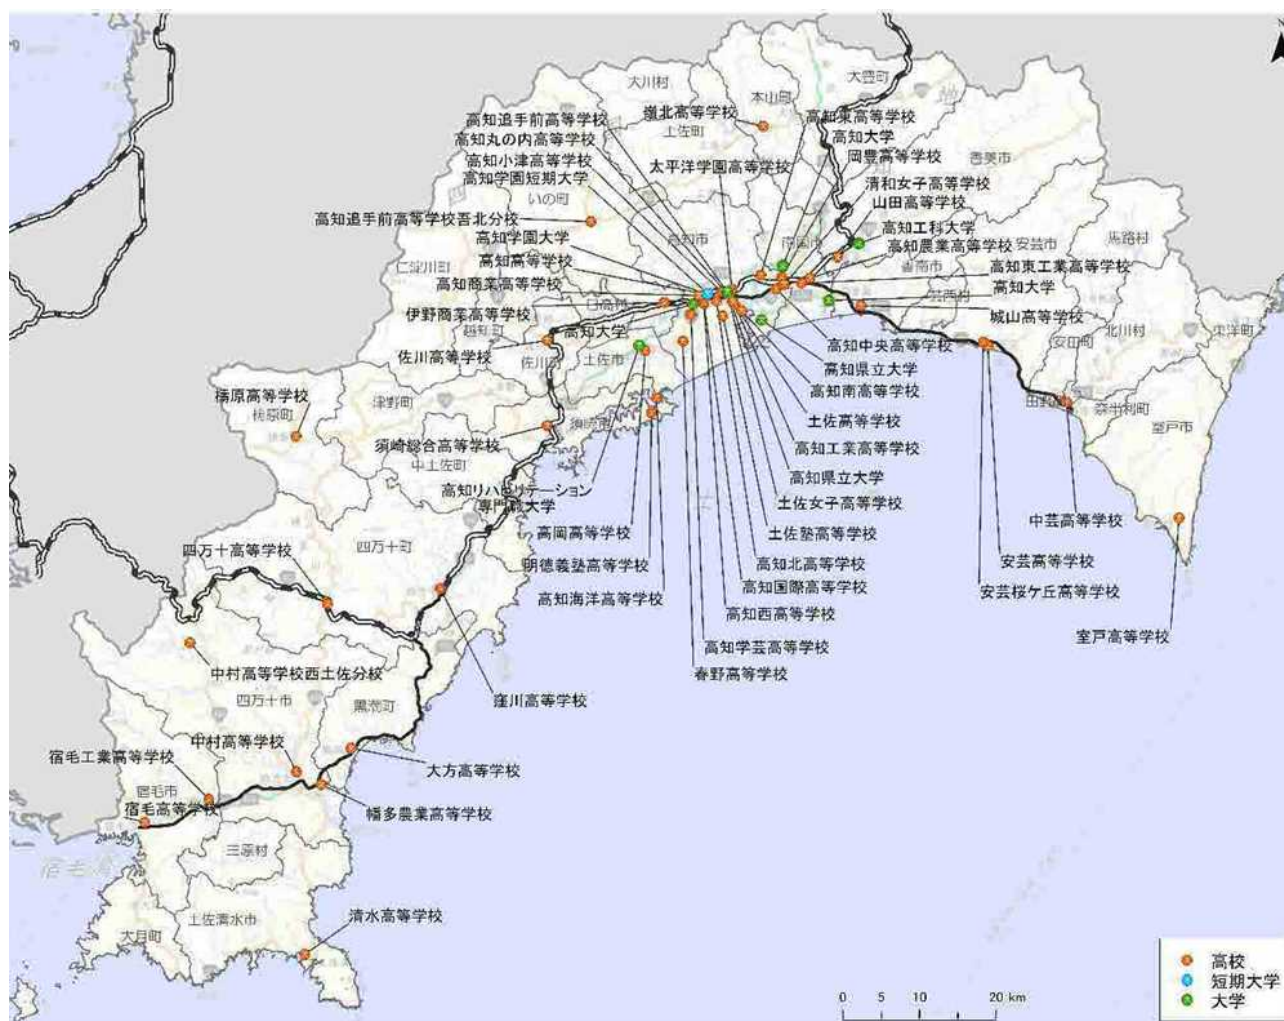 大豊町
大川村
本山町
高知追手前高等学校
嶺北高等学校
高知東高等学校
土佐町
高知丸の内高等学校
高知大学
高知小津高等学校
太平洋学園高等学校
岡豊高等学校
香美市
高知学園短期大学
清和女子高等学校
いの町
山田高等学校
高知追手前高等学校吾北分校
高知工科大学
高知学園大学
高知市
南国市
高知農業高等学校
安芸市
馬路村
仁淀川町
高知高等学校
香南市
高知東工業高等学校
高知商業高等学校
高知大学
芸西村
日高村
伊野商業高等学校
越知町
高知大学
城山高等学校
北川村
東洋町
佐川高等学校
佐川町
土佐市
高知中央高等学校
安田町
高知県立大学
梼原高等学校
津野町
高知南高等学校
田野町
奈半利町
梼原町
須崎市
土佐高等学校
室戸市
須崎総合高等学校
高知工業高等学校
中土佐町
高知県立大学
高知リハビリテーション
専門職大学
土佐女子高等学校
中芸高等学校
高岡高等学校
土佐塾高等学校
四万十高等学校
四万十町
安芸高等学校
明徳義塾高等学校
高知北高等学校
高知国際高等学校
安芸桜ケ丘高等学校
高知海洋高等学校
高知西高等学校
室戸高等学校
高知学芸高等学校
中村高等学校西土佐分校
春野高等学校
四万十市
黒潮町
窪川高等学校
中村高等学校
宿毛工業高等学校
大方高等学校
宿毛市
宿毛高等学校
幡多農業高等学校
三原村
宿毛湾
土佐清水市
清水高等学校
大月町
高校
短期大学
大学
0 5 10 20 km